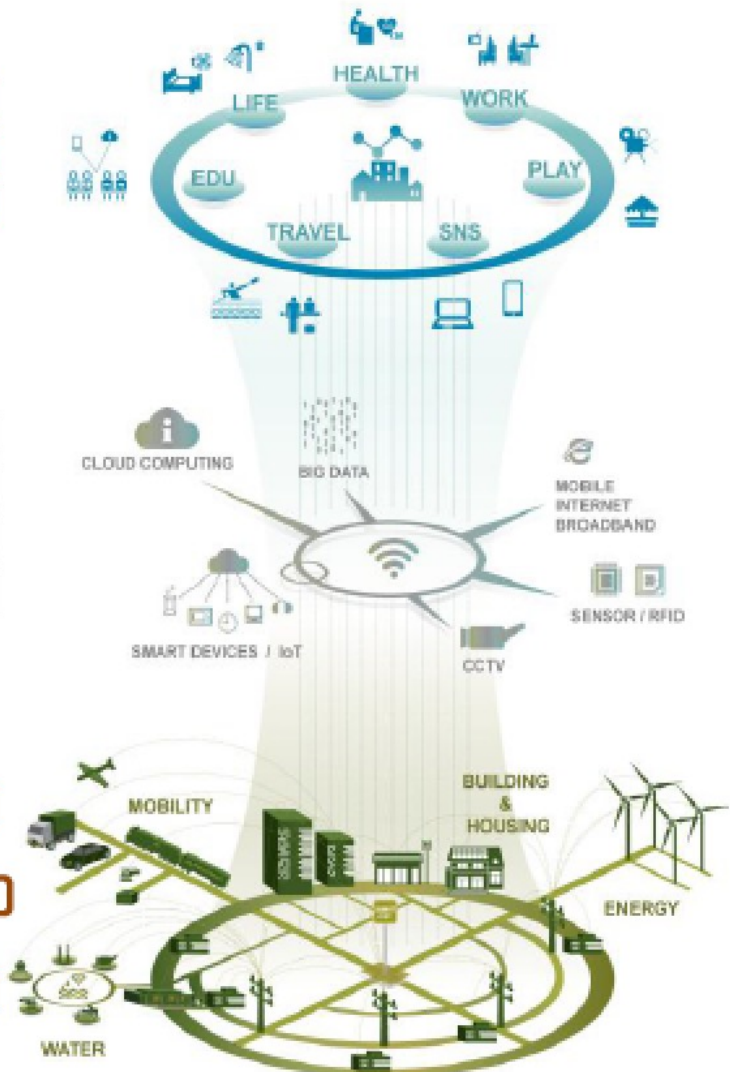 HEALTH
LIFE
WORK
EDU
PLAY
TRAVEL
SNS
CLOUD COMPUTING
BIG DATA
MOBILE
INTERNET
BROADBAND
SENSOR / RFID
SMART DEVICES / IoT
CCTV
BUILDING
&
HOUSING
MOBILITY
ENERGY
WATER